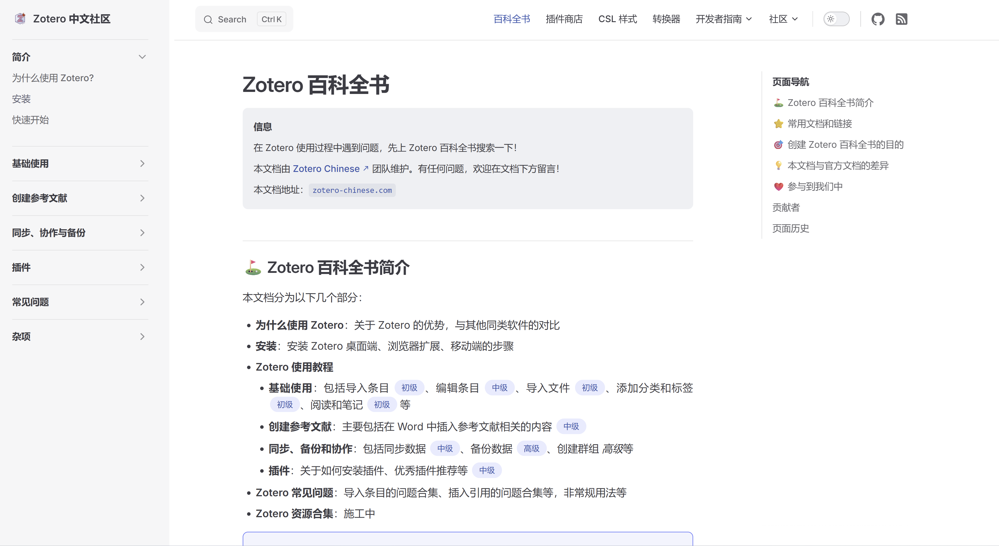 Zotero 中文社区
Search Ctrl K
百科全书 插件商店 CSL 样式 转换器 开发者指南 社区
简介
为什么使用 Zotero?
安装
快速开始
基础使用
创建参考文献
同步、协作与备份
插件
常见问题
杂项
Zotero 百科全书
信息
在 Zotero 使用过程中遇到问题，先上 Zotero 百科全书搜索一下！
本文档由 Zotero Chinese 团队维护。有任何问题，欢迎在文档下方留言！
本文档地址：zotero-chinese.com
Zotero 百科全书简介
本文档分为以下几个部分：
为什么使用 Zotero：关于 Zotero 的优势，与其他同类软件的对比
安装：安装 Zotero 桌面端、浏览器扩展、移动端的步骤
Zotero 使用教程
基础使用：包括导入条目 初级、编辑条目 中级、导入文件 初级、添加分类和标签
初级、阅读和笔记 初级 等
创建参考文献：主要包括在 Word 中插入参考文献相关的内容 中级
同步、备份和协作：包括同步数据 中级、备份数据 高级、创建群组 高级等
插件：关于如何安装插件、优秀插件推荐等 中级
Zotero 常见问题：导入条目的问题合集、插入引用的问题合集等，非常规用法等
Zotero 资源合集：施工中
页面导航
Zotero 百科全书简介
常用文档和链接
创建 Zotero 百科全书的目的
本文档与官方文档的差异
参与到我们中
贡献者
页面历史